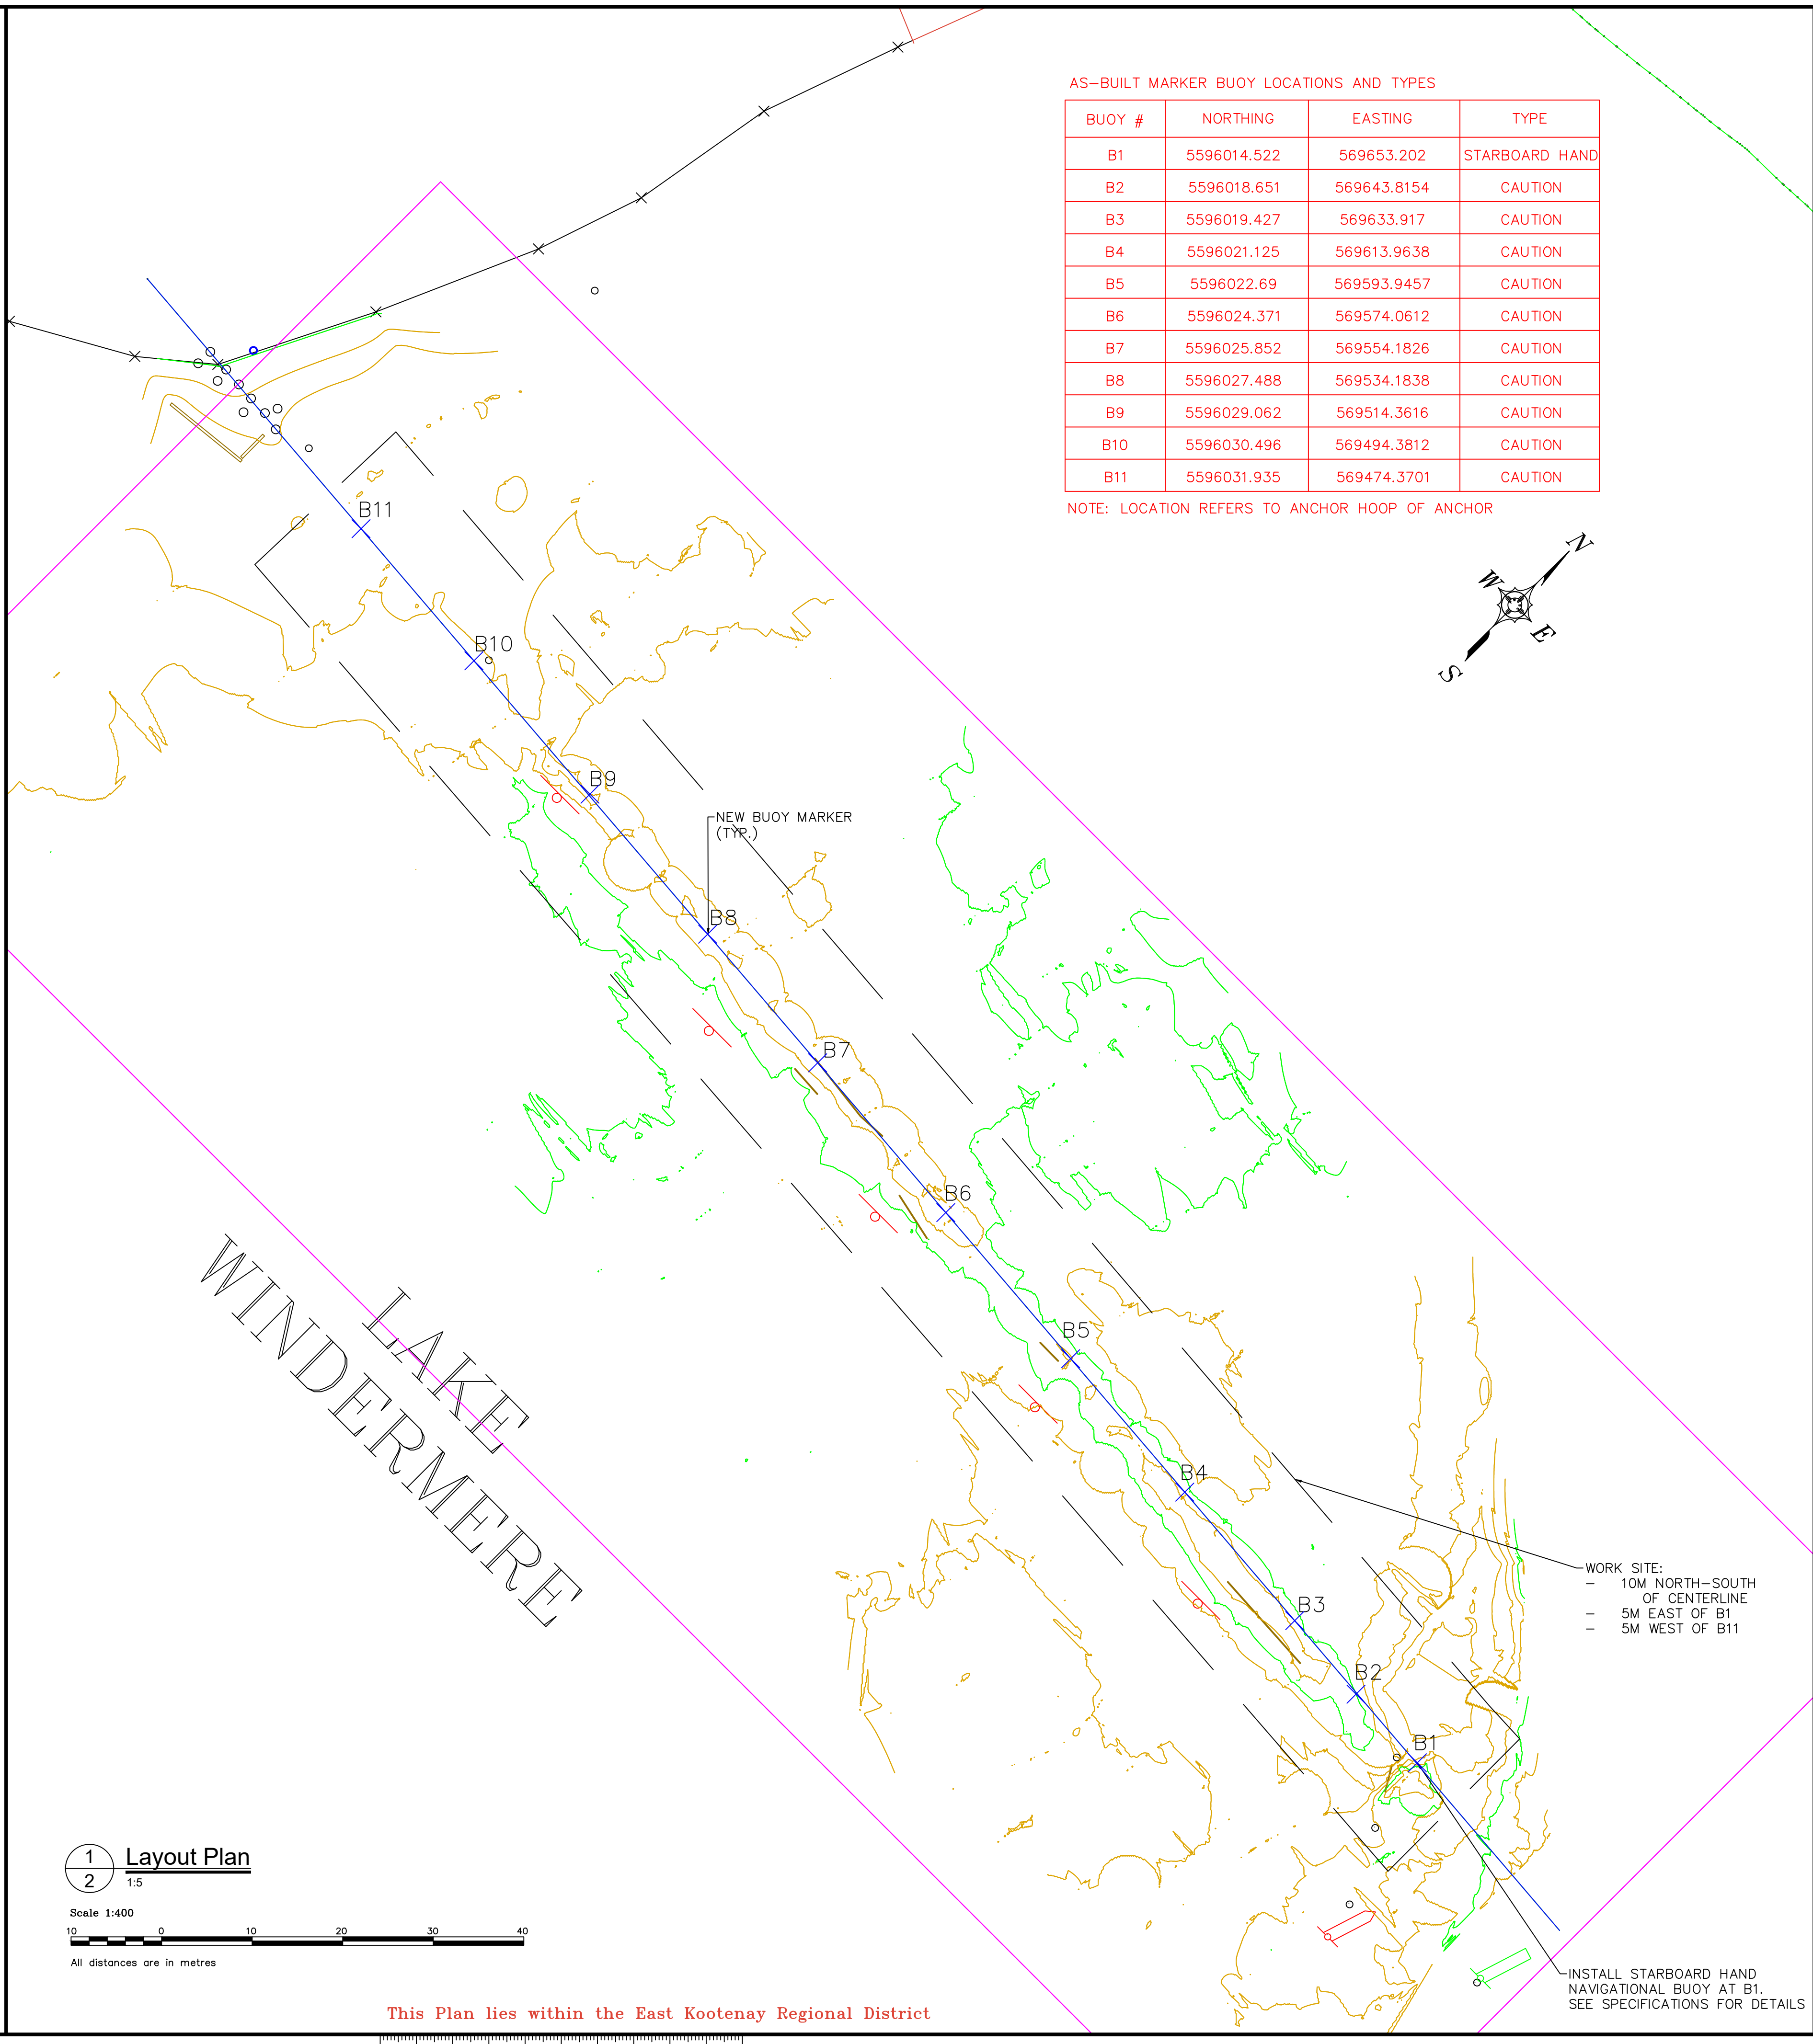 AS-BUILT MARKER BUOY LOCATIONS AND TYPES
BUOY # NORTHING EASTING TYPE
B1 5596014.522 569653.202 STARBOARD HAND
B2 5596018.651 569643.8154 CAUTION
B3 5596019.427 569633.917 CAUTION
B4 5596021.125 569613.9638 CAUTION
B5 5596022.69 569593.9457 CAUTION
B6 5596024.371 569574.0612 CAUTION
B7 5596025.852 569554.1826 CAUTION
B8 5596027.488 569534.1838 CAUTION
B9 5596029.062 569514.3616 CAUTION
B10 5596030.496 569494.3812 CAUTION
B11 5596031.935 569474.3701 CAUTION
NOTE: LOCATION REFERS TO ANCHOR HOOP OF ANCHOR
N
W
E
S
B11
B10
B9
NEW BUOY MARKER
(TYP.)
B8
B7
B6
B5
B4
B3
B2
B1
LAKE
WINDERMERE
WORK SITE:
- 10M NORTH-SOUTH
OF CENTERLINE
- 5M EAST OF B1
- 5M WEST OF B11
INSTALL STARBOARD HAND
NAVIGATIONAL BUOY AT B1.
SEE SPECIFICATIONS FOR DETAILS
1
2
Layout Plan
1:5
Scale 1:400
10 0 10 20 30 40
All distances are in metres
This Plan lies within the East Kootenay Regional District